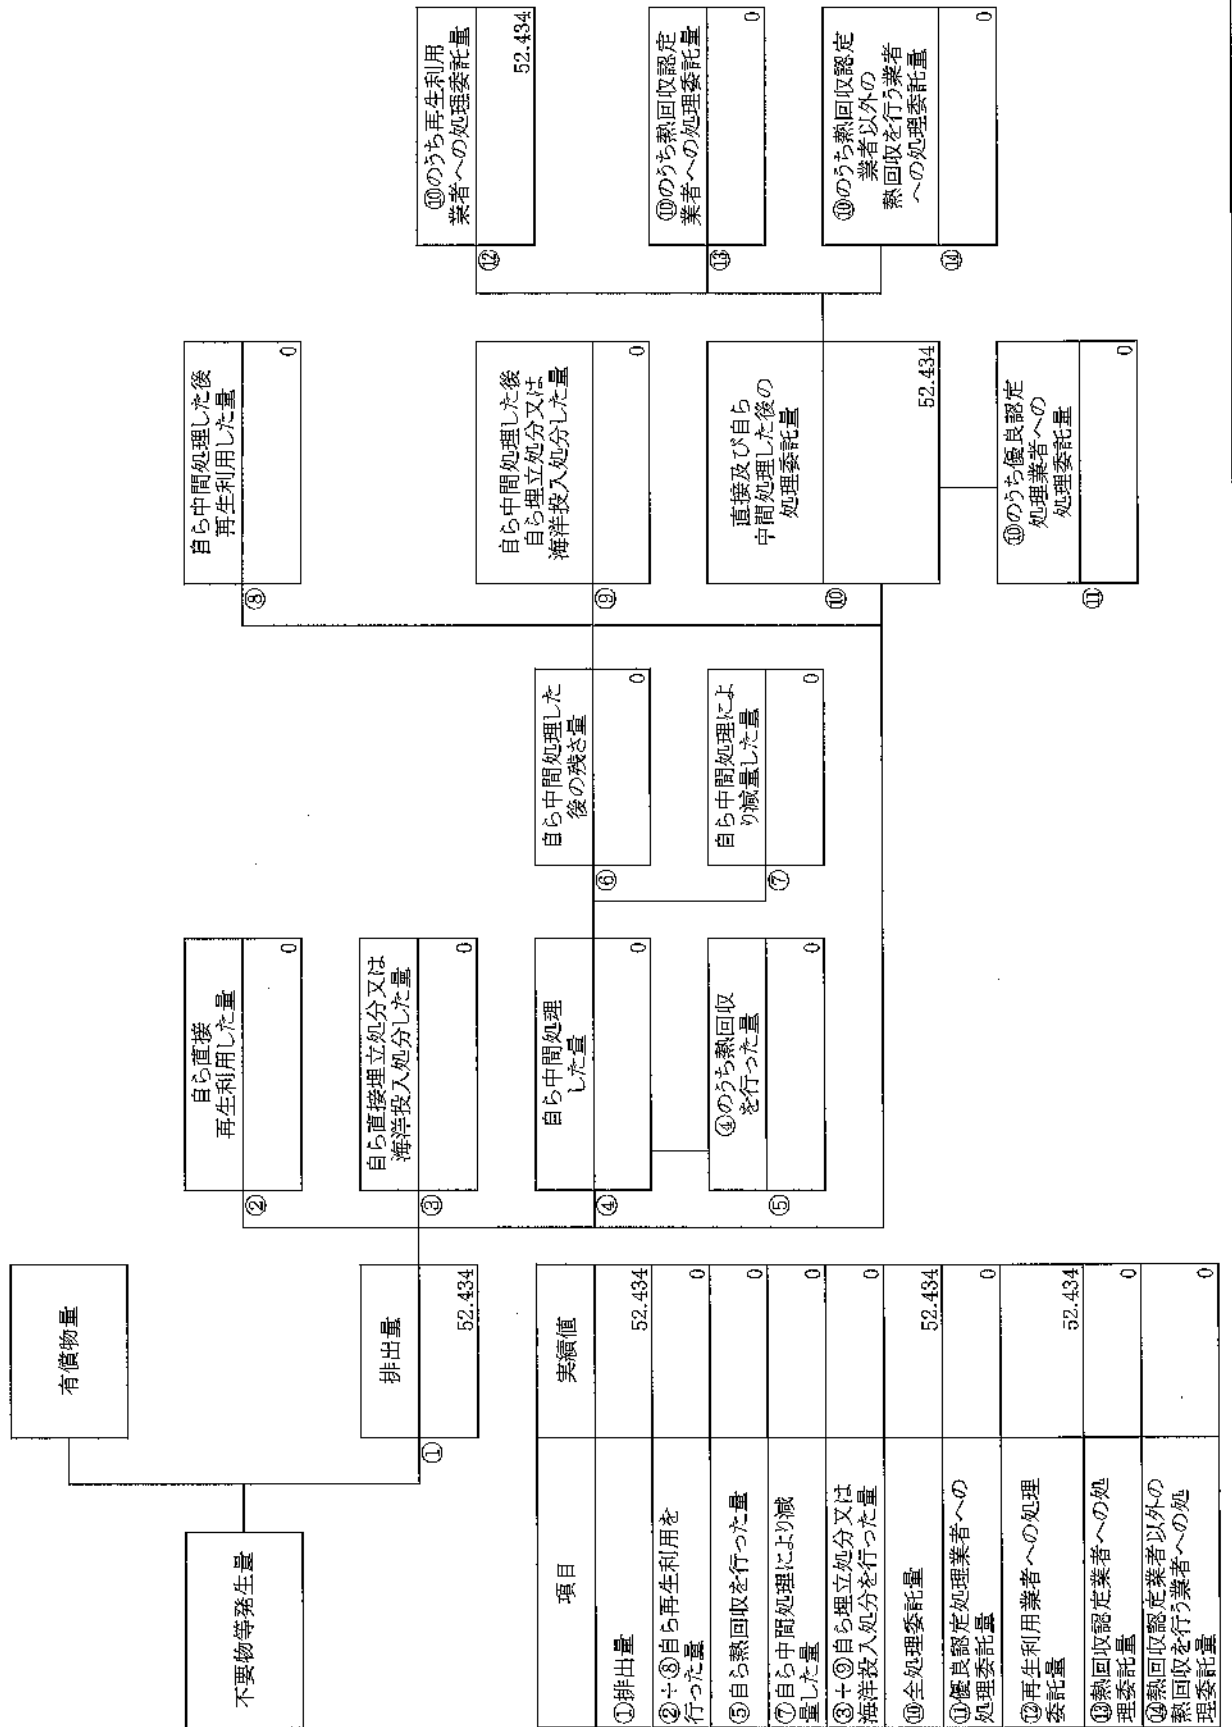 不要物等発生量
有償物量
①
排出量
52.434
②
自ら直接
再生利用した量
0
③
自ら直接埋立処分又は
海洋投入処分した量
0
④
自ら中間処理
した量
0
⑤
④のうち熱回収
を行った量
0
⑥
自ら中間処理した
後の残さ量
0
⑦
自ら中間処理によ
り減量した量
0
⑧
自ら中間処理した後
再生利用した量
0
⑨
自ら中間処理した後
自ら埋立処分又は
海洋投入処分した量
0
⑩
直接及び自ら
中間処理した後の
処理委託量
52.434
⑪
⑩のうち優良認定
処理業者への
処理委託量
0
⑫
⑩のうち再生利用
業者への処理委託量
52.434
⑬
⑩のうち熱回収認定
業者への処理委託量
0
⑭
⑩のうち熱回収認定
業者以外の
熱回収を行う業者
への処理委託量
0
項目 実績値
①排出量 52.434
②+⑧自ら再生利用を
行った量 0
⑤自ら熱回収を行った量 0
⑦自ら中間処理により減
量した量 0
③+⑨自ら埋立処分又は
海洋投入処分を行った量 0
⑩全処理委託量 52.434
⑪優良認定処理業者への
処理委託量 0
⑫再生利用業者への処理
委託量 52.434
⑬熱回収認定業者への処
理委託量 0
⑭熱回収認定業者以外の
熱回収を行う業者への処
理委託量 0